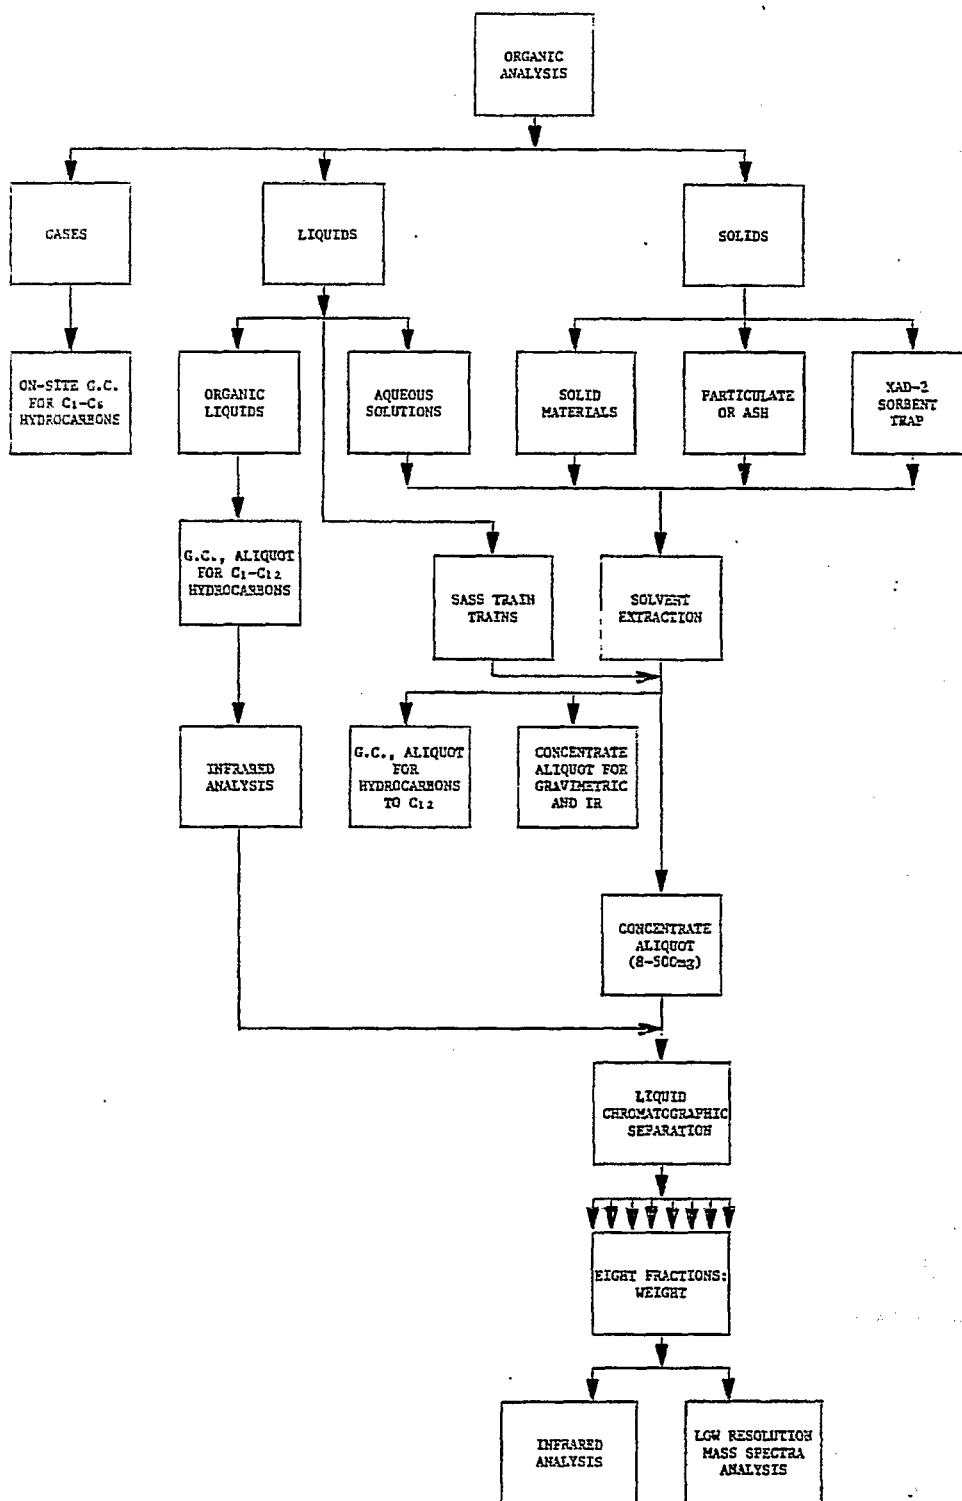 ORGANIC
ANALYSIS
GASES
LIQUIDS
SOLIDS
ON-SITE G.C.
FOR C₁-C₆
HYDROCARBONS
ORGANIC
LIQUIDS
AQUEOUS
SOLUTIONS
SOLID
MATERIALS
PARTICULATE
OR ASH
XAD-2
SORBENT
TRAP
G.C., ALIQUOT
FOR C₁-C₁₂
HYDROCARBONS
SASS TRAIN
TRAINS
SOLVENT
EXTRACTION
INFRARED
ANALYSIS
G.C., ALIQUOT
FOR
HYDROCARBONS
TO C₁₂
CONCENTRATE
ALIQUOT FOR
GRAVIMETRIC
AND IR
CONCENTRATE
ALIQUOT
(8-500mg)
LIQUID
CHROMATOGRAPHIC
SEPARATION
EIGHT FRACTIONS:
WEIGHT
INFRARED
ANALYSIS
LOW RESOLUTION
MASS SPECTRA
ANALYSIS